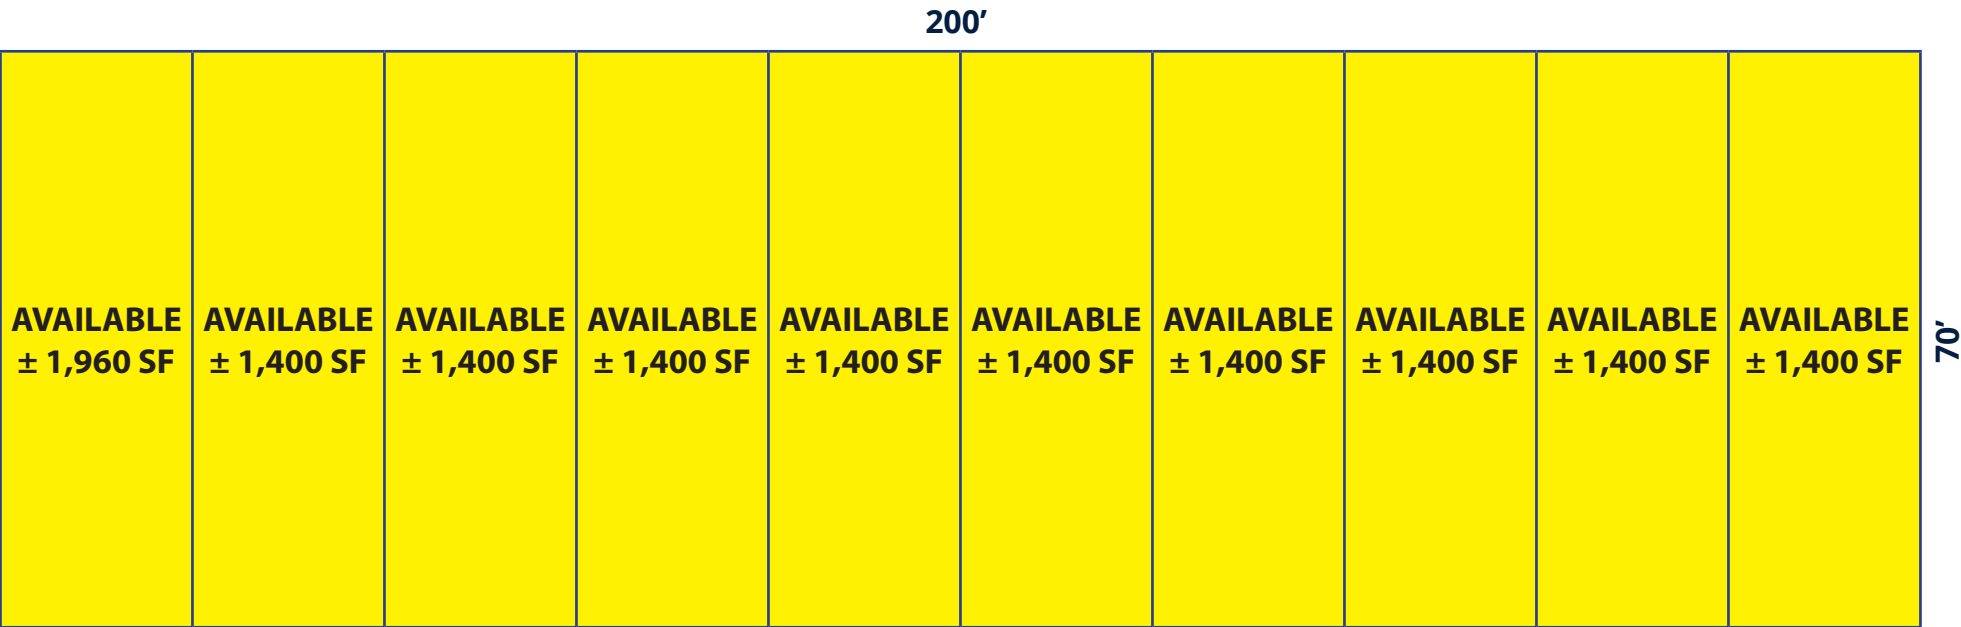 200’
AVAILABLE
± 1,960 SF
AVAILABLE
± 1,400 SF
AVAILABLE
± 1,400 SF
AVAILABLE
± 1,400 SF
AVAILABLE
± 1,400 SF
AVAILABLE
± 1,400 SF
AVAILABLE
± 1,400 SF
AVAILABLE
± 1,400 SF
AVAILABLE
± 1,400 SF
AVAILABLE
± 1,400 SF
70’